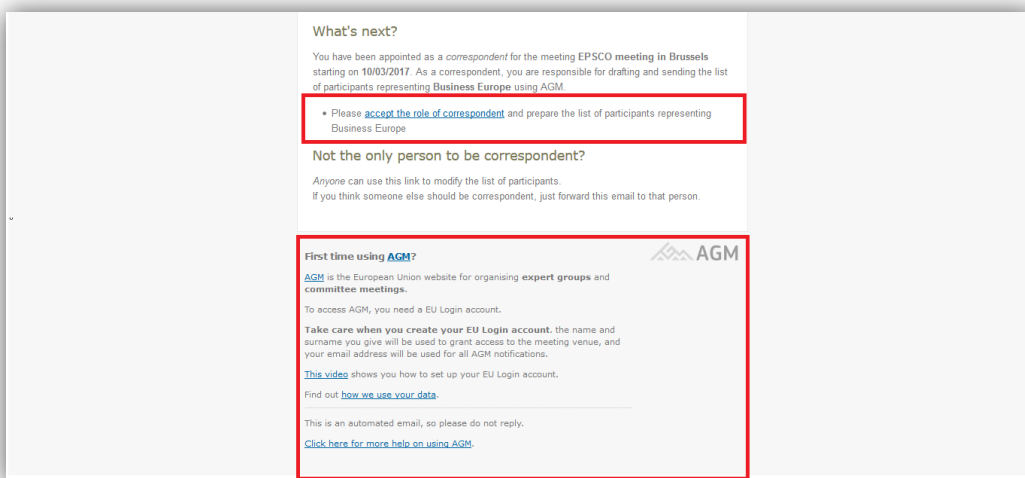 What's next?
You have been appointed as a correspondent for the meeting EPSCO meeting in Brussels
starting on 10/03/2017. As a correspondent, you are responsible for drafting and sending the list
of participants representing Business Europe using AGM.
• Please accept the role of correspondent and prepare the list of participants representing
Business Europe
Not the only person to be correspondent?
Anyone can use this link to modify the list of participants.
If you think someone else should be correspondent, just forward this email to that person.
AGM
First time using AGM?
AGM is the European Union website for organising expert groups and
committee meetings.
To access AGM, you need a EU Login account.
Take care when you create your EU Login account. the name and
surname you give will be used to grant access to the meeting venue, and
your email address will be used for all AGM notifications.
This video shows you how to set up your EU Login account.
Find out how we use your data.
This is an automated email, so please do not reply.
Click here for more help on using AGM.